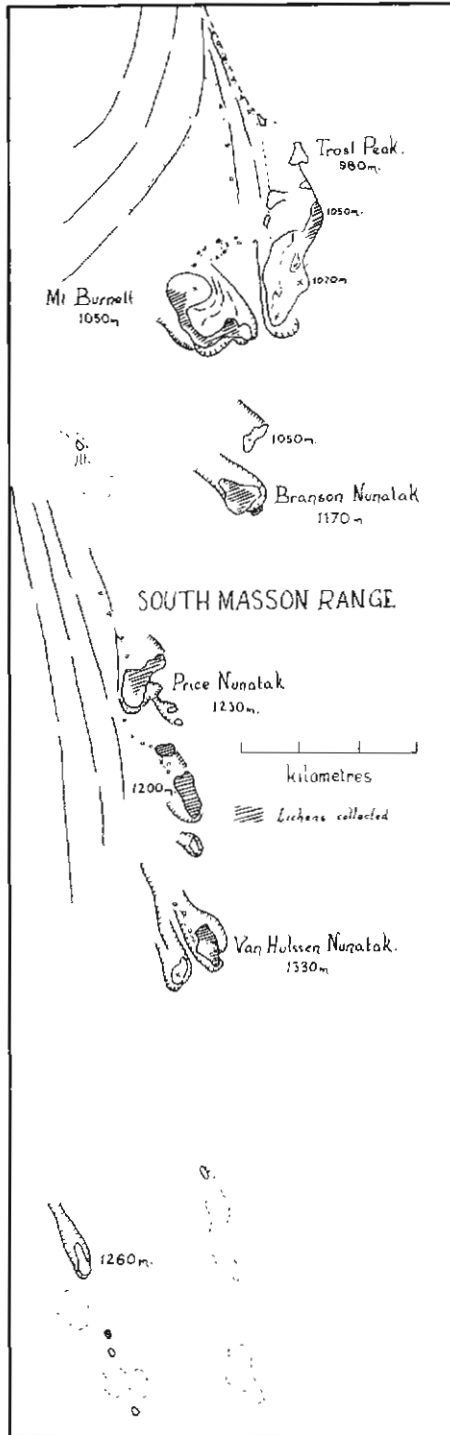 Trost Peak.
980m.
1050m.
1020m
Mt Burnett
1050m
1050m.
Branson Nunatak
1170m
SOUTH MASSON RANGE
Price Nunatak
1230m.
kilometres
1200m.
Lichens collected
Van Hulssen Nunatak.
1330m
1260m.